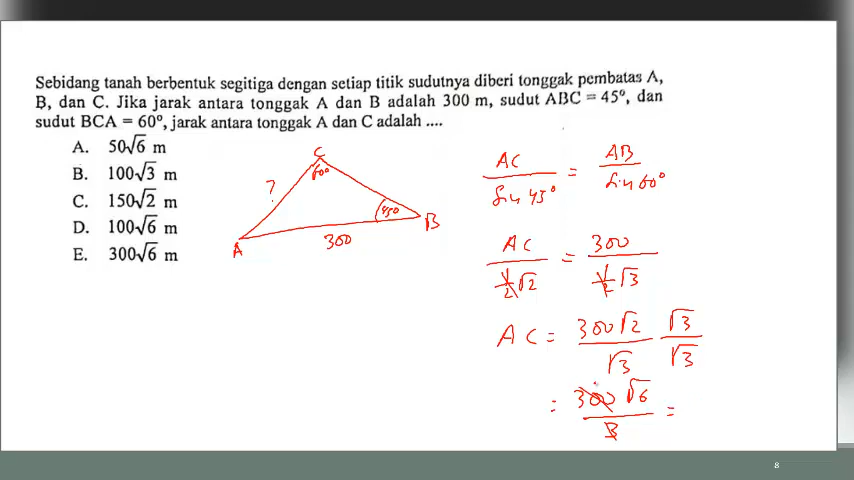 Sebidang tanah berbentuk segitiga dengan setiap titik sudutnya diberi tonggak pembatas A,
B, dan C. Jika jarak antara tonggak A dan B adalah 300 m, sudut ABC = 45°, dan
sudut BCA = 60°, jarak antara tonggak A dan C adalah ....
A. 50√6 m
B. 100√3 m
C. 150√2 m
D. 100√6 m
E. 300√6 m
C
60°
?
45°
B
A
300
AC / sin 45° = AB / sin 60°
AC / ½√2 = 300 / ½√3
AC = 300√2 / √3 √3 / √3
= 300 √6 / 3 =
8